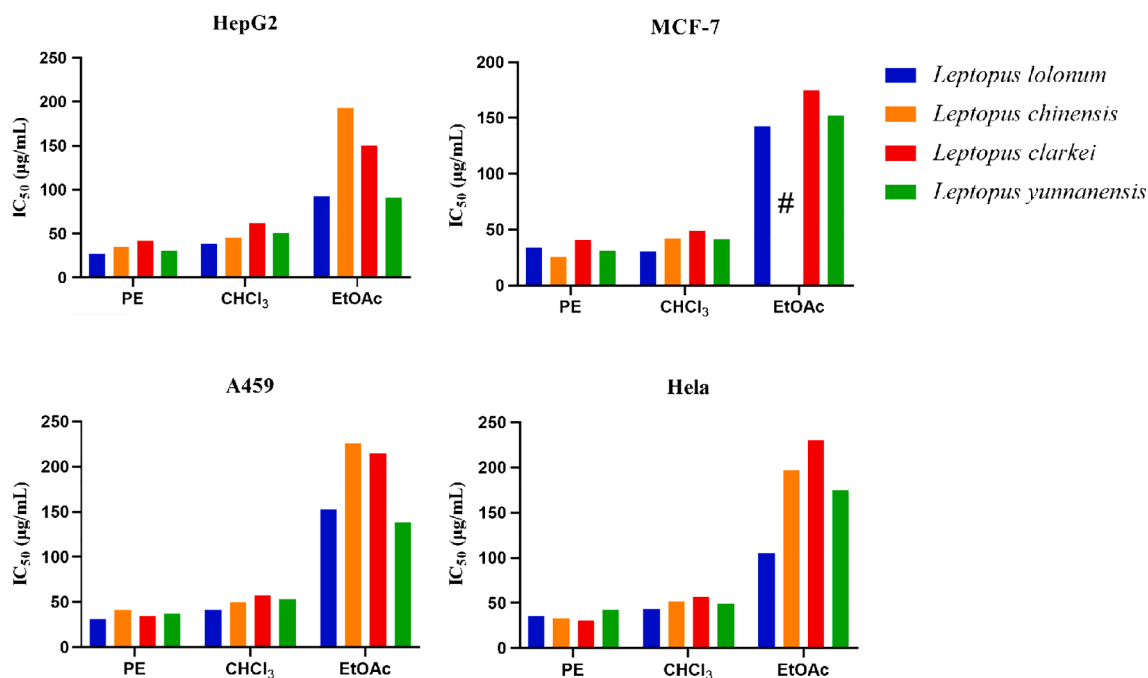 HepG2
IC50 (µg/mL)
250
200
150
100
50
0
PE
CHCl3
EtOAc
MCF-7
IC50 (µg/mL)
200
150
100
50
0
#
PE
CHCl3
EtOAc
Leptopus lolonum
Leptopus chinensis
Leptopus clarkei
Leptopus yunnanensis
A459
IC50 (µg/mL)
250
200
150
100
50
0
PE
CHCl3
EtOAc
Hela
IC50 (µg/mL)
250
200
150
100
50
0
PE
CHCl3
EtOAc